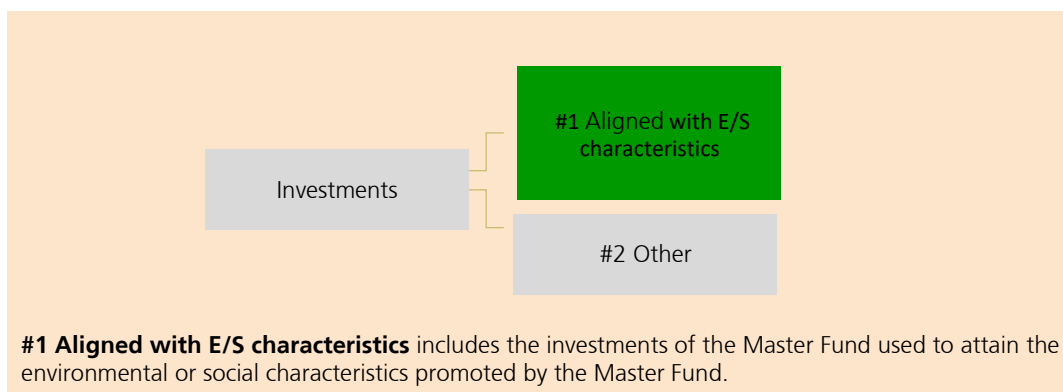 #1 Aligned with E/S
characteristics
Investments
#2 Other
#1 Aligned with E/S characteristics includes the investments of the Master Fund used to attain the
environmental or social characteristics promoted by the Master Fund.